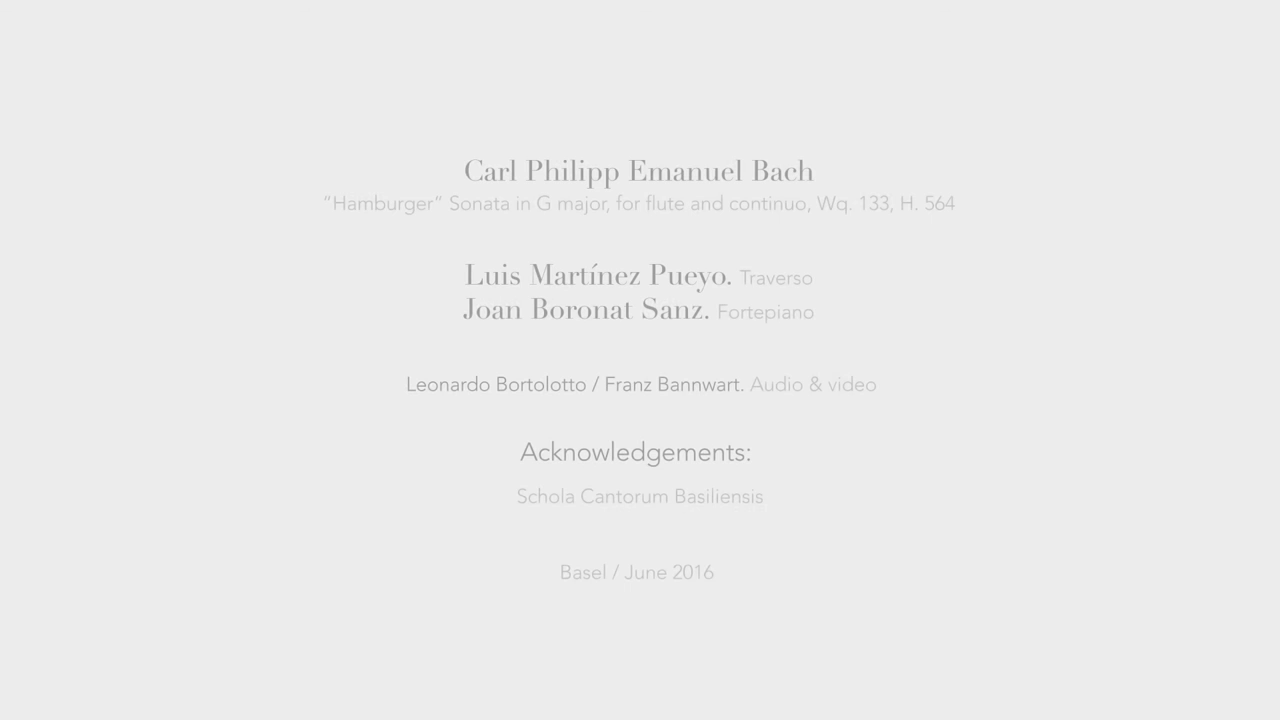 Carl Philipp Emanuel Bach
“Hamburger” Sonata in G major, for flute and continuo, Wq. 133, H. 564
Luis Martínez Pueyo. Traverso
Joan Boronat Sanz. Fortepiano
Leonardo Bortolotto / Franz Bannwart. Audio & video
Acknowledgements:
Schola Cantorum Basiliensis
Basel / June 2016